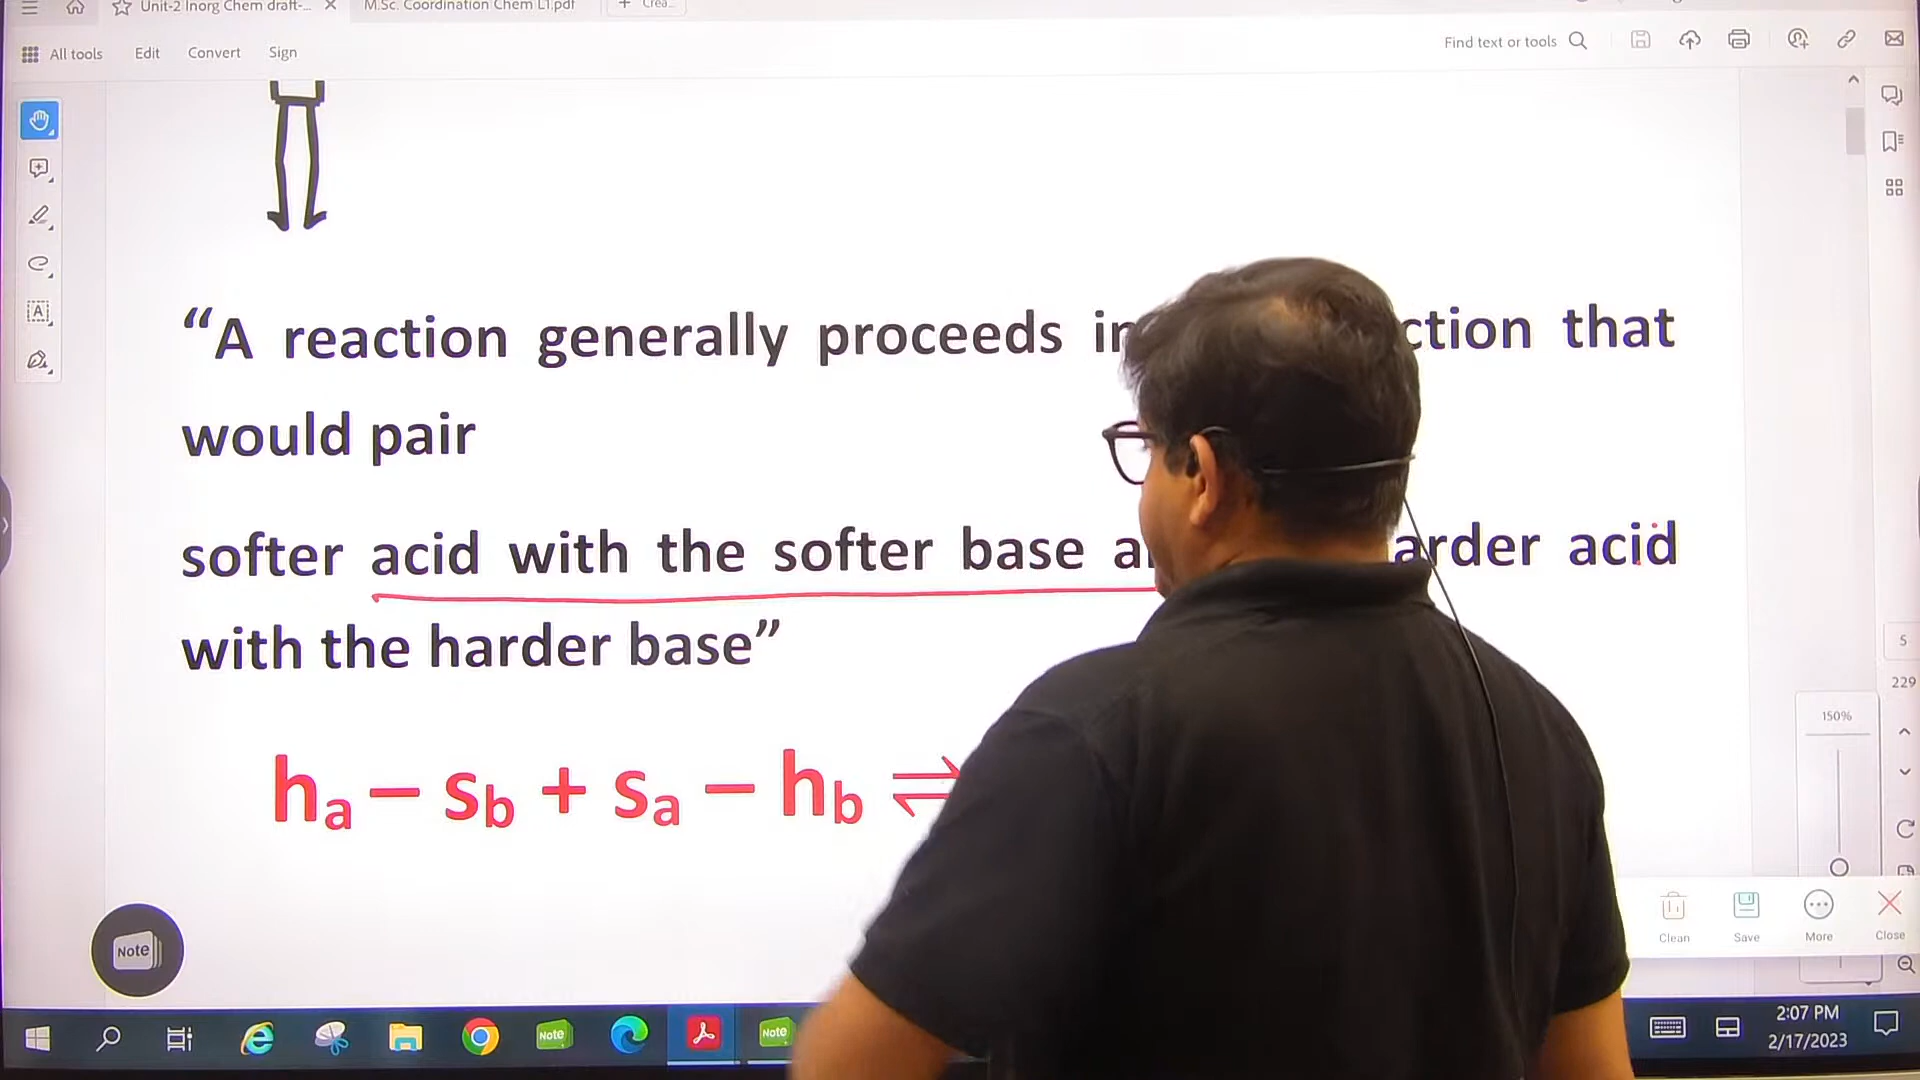 Unit-2 Inorg Chem draft-...
M.Sc. Coordination Chem L1.pdf
+ Crea...
All tools Edit Convert Sign
Find text or tools
“A reaction generally proceeds in ction that
would pair
softer acid with the softer base a arder acid
with the harder base”
hₐ – s_b + sₐ – h_b ⇌
5
229
150%
Note
Clean Save More Close
Note
Note
2:07 PM
2/17/2023